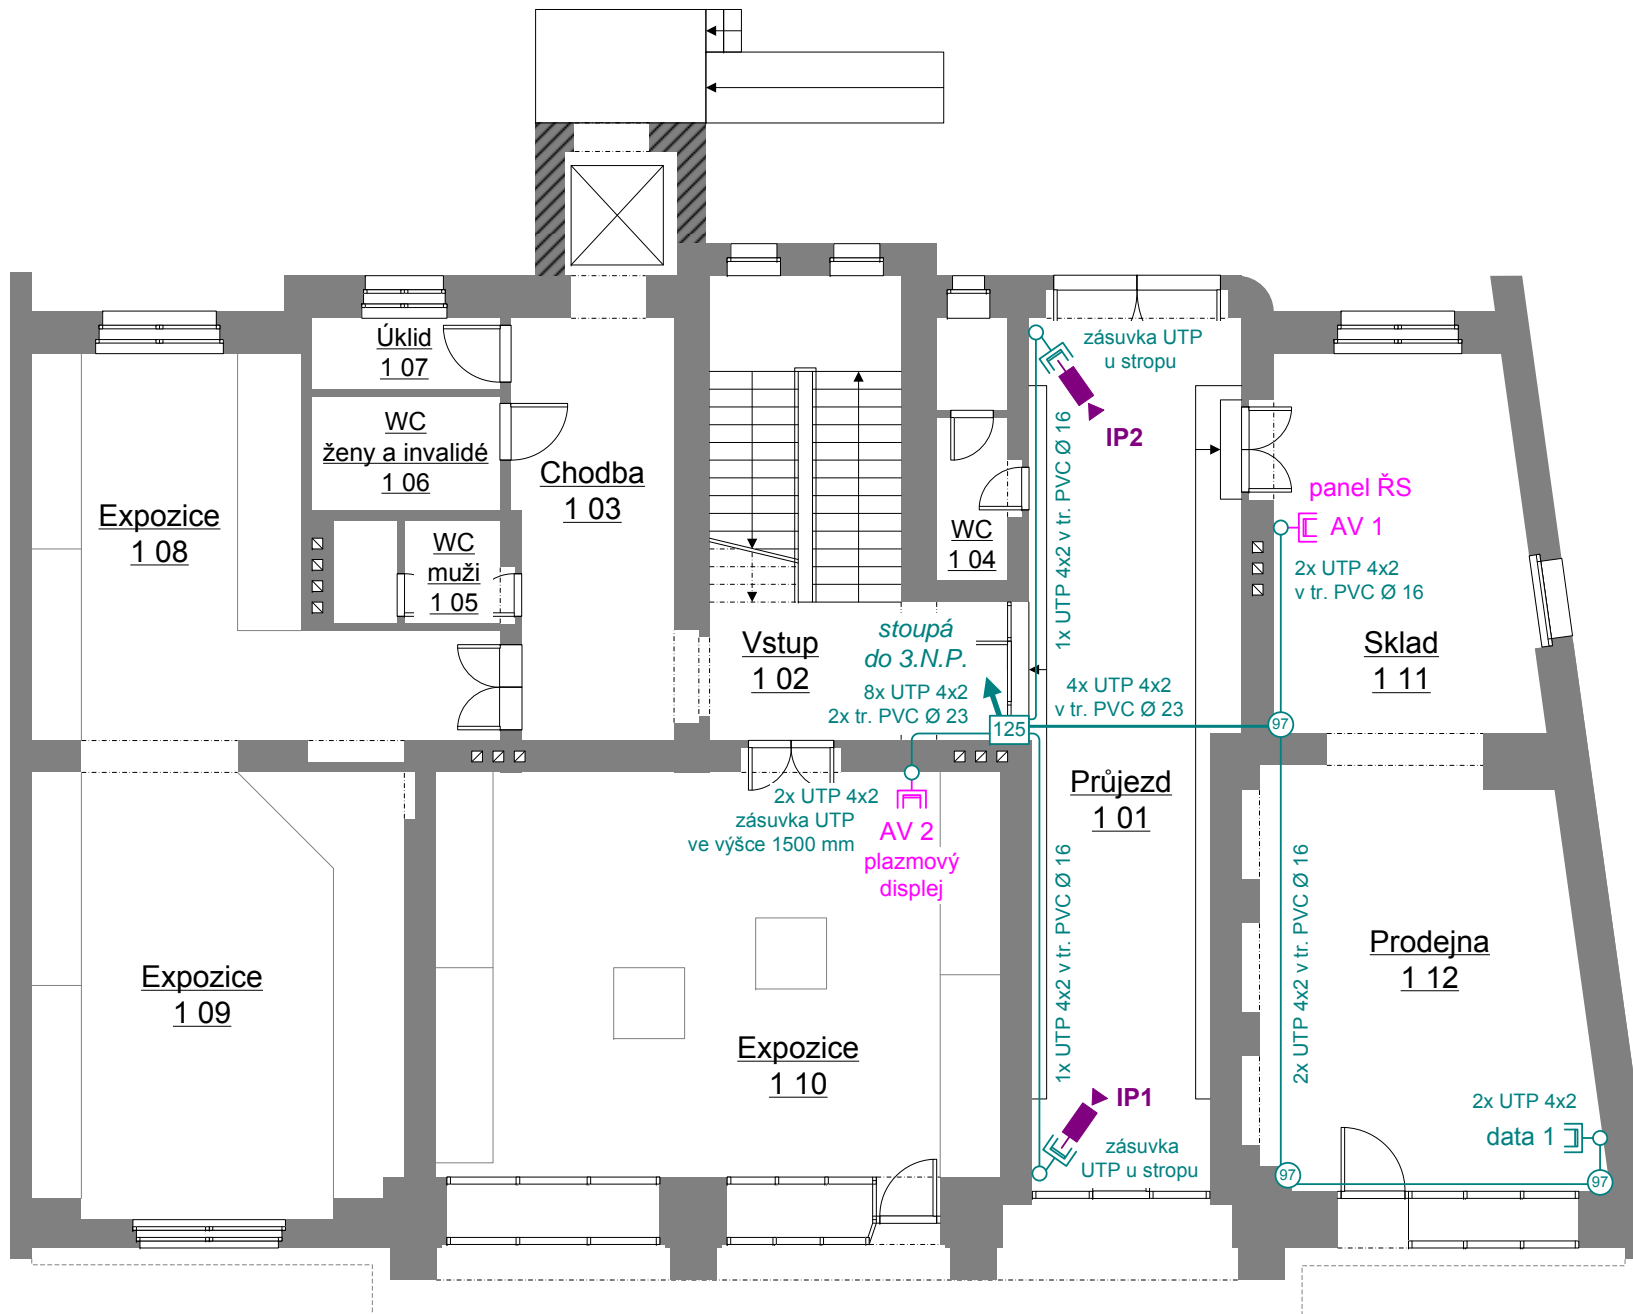 Úklid
1 07
WC
ženy a invalidé
1 06
Chodba
1 03
Expozice
1 08
WC
muži
1 05
WC
1 04
zásuvka UTP
u stropu
IP2
1x UTP 4x2 v tr. PVC Ø 16
panel ŘS
AV 1
2x UTP 4x2
v tr. PVC Ø 16
Vstup
1 02
stoupá
do 3.N.P.
8x UTP 4x2
2x tr. PVC Ø 23
125
4x UTP 4x2
v tr. PVC Ø 23
97
Sklad
1 11
2x UTP 4x2
zásuvka UTP
ve výšce 1500 mm
AV 2
plazmový
displej
Průjezd
1 01
1x UTP 4x2 v tr. PVC Ø 16
2x UTP 4x2 v tr. PVC Ø 16
Prodejna
1 12
Expozice
1 09
Expozice
1 10
IP1
zásuvka
UTP u stropu
2x UTP 4x2
data 1
97
97